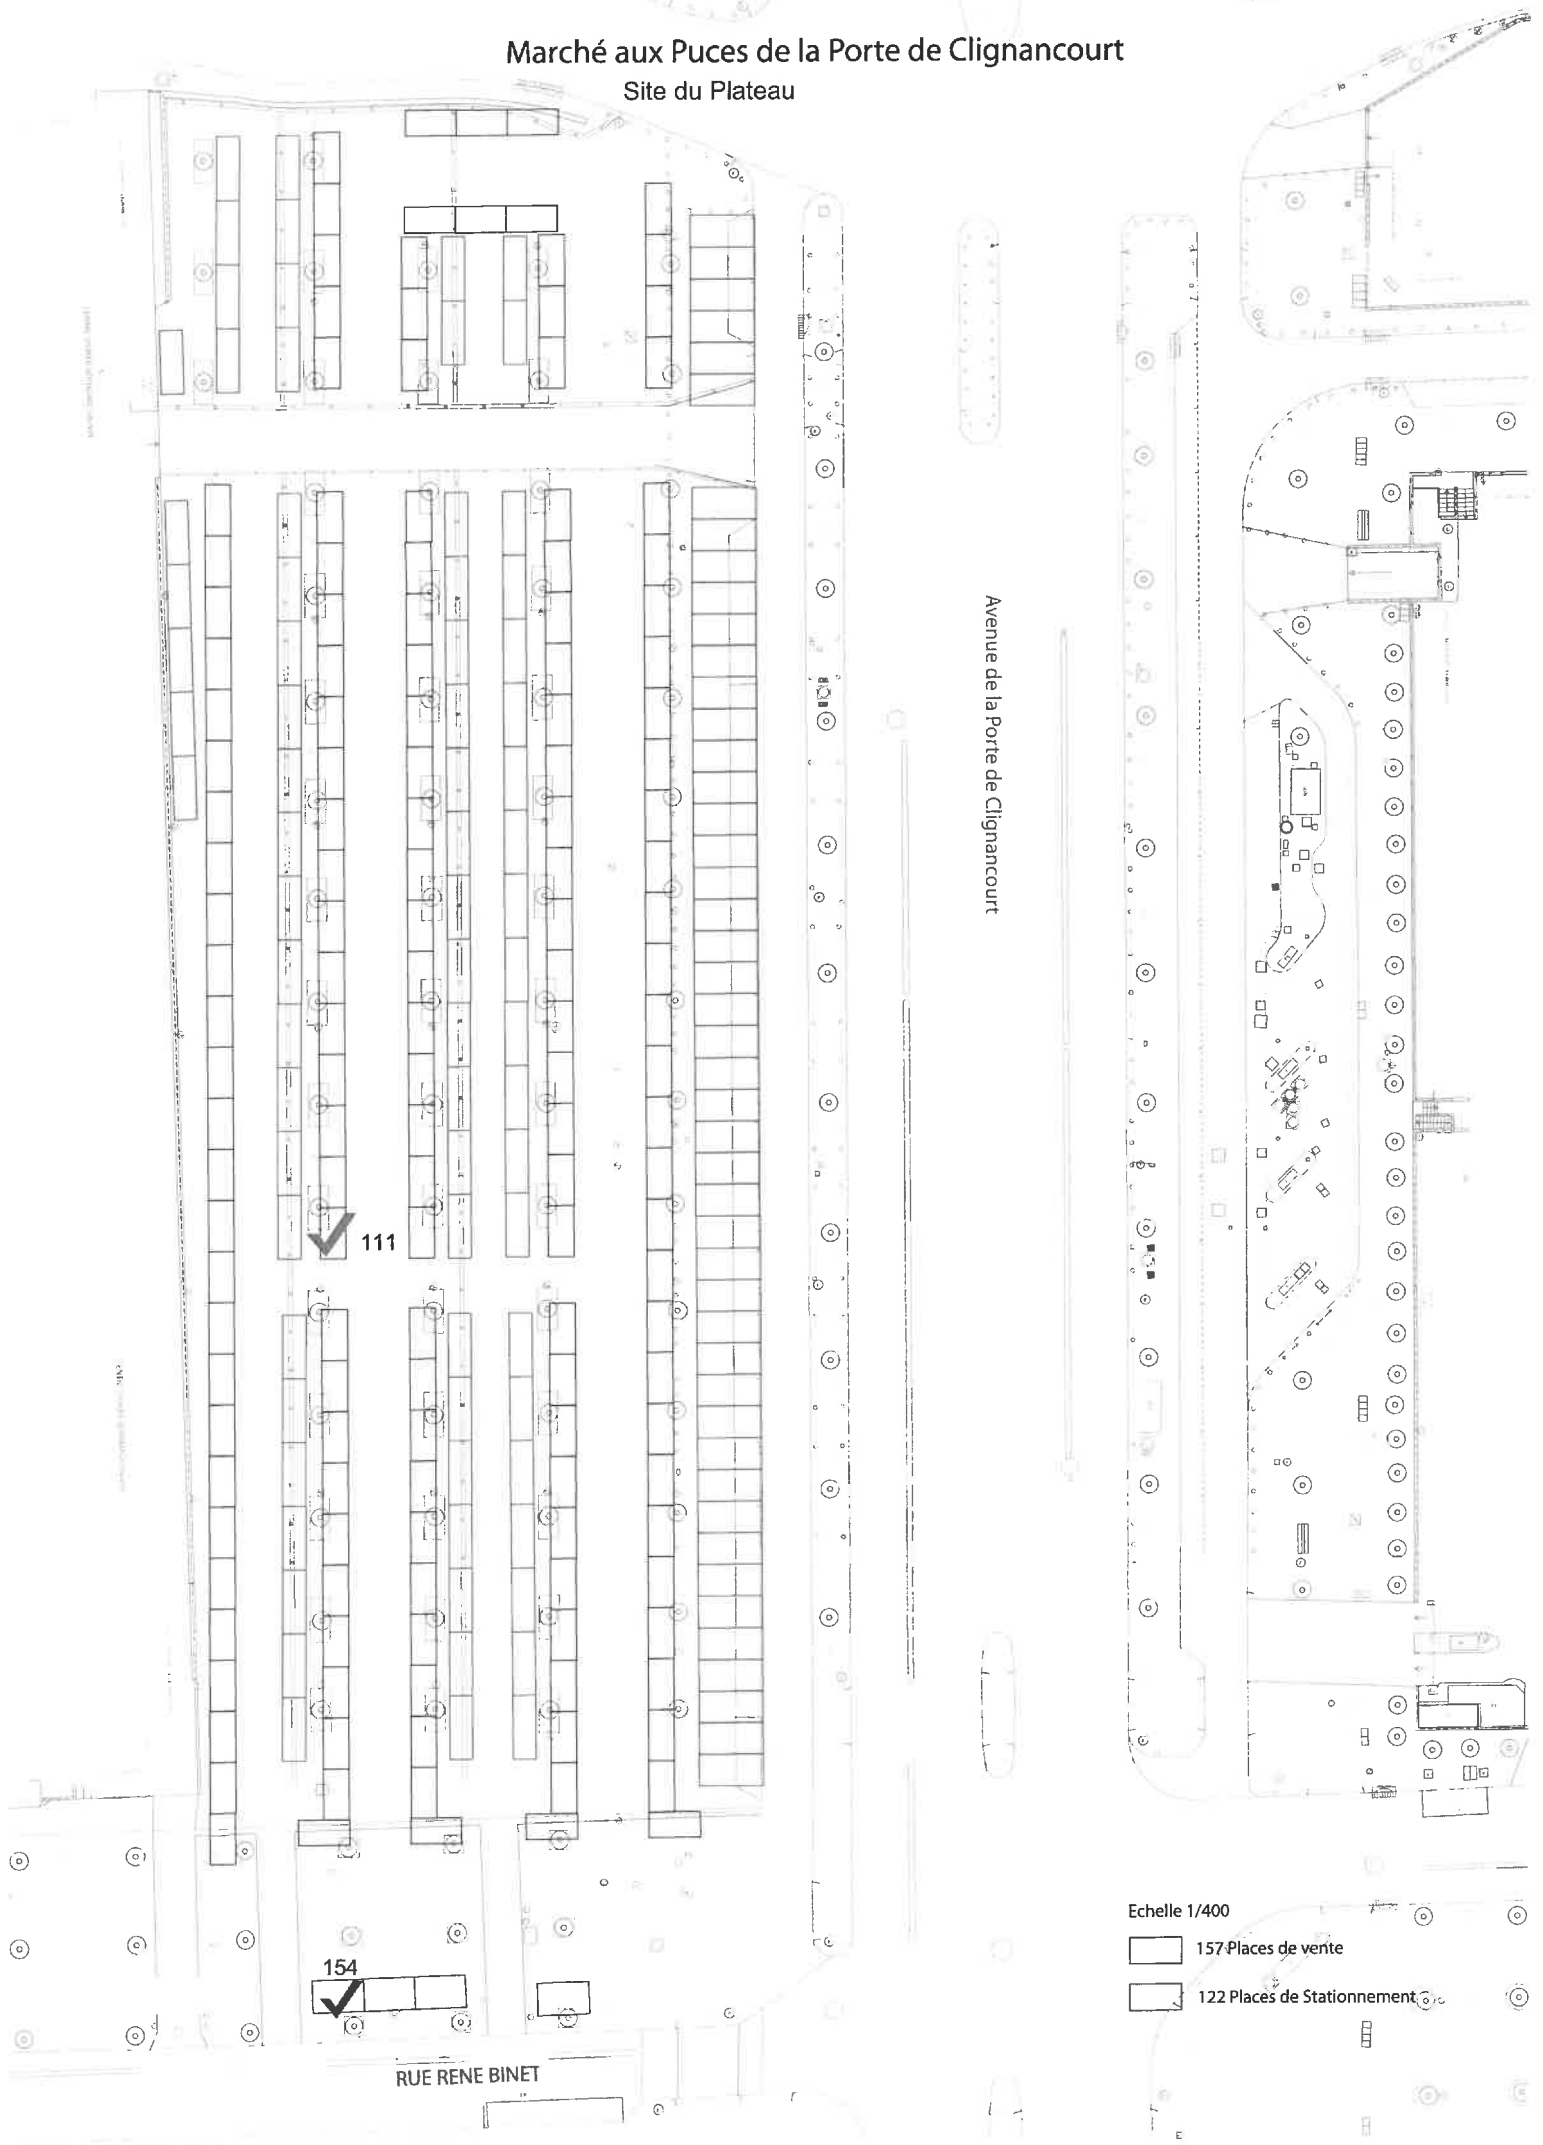 Marché aux Puces de la Porte de Clignancourt
Site du Plateau
Avenue de la Porte de Clignancourt
111
154
Echelle 1/400
157 Places de vente
122 Places de Stationnement
RUE RENE BINET